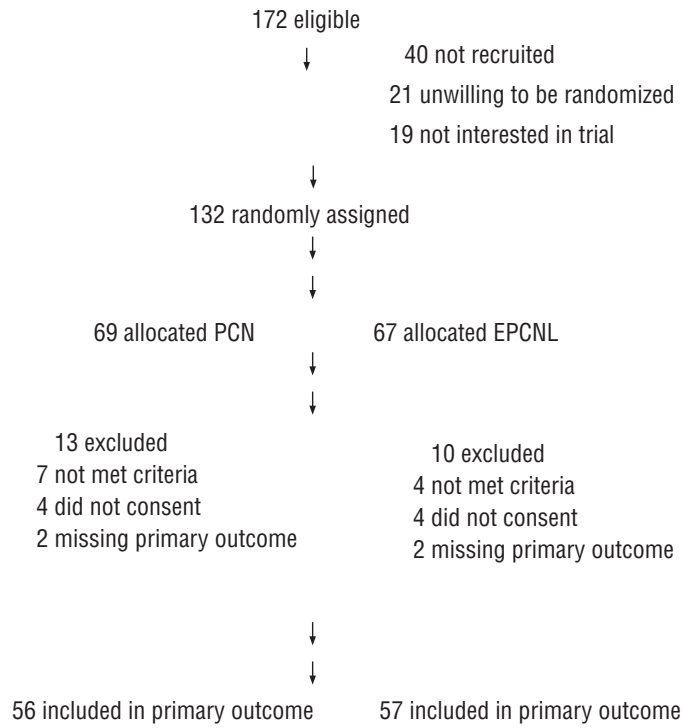 172 eligible
40 not recruited
21 unwilling to be randomized
19 not interested in trial
132 randomly assigned
69 allocated PCN
67 allocated EPCNL
13 excluded
7 not met criteria
4 did not consent
2 missing primary outcome
10 excluded
4 not met criteria
4 did not consent
2 missing primary outcome
56 included in primary outcome
57 included in primary outcome